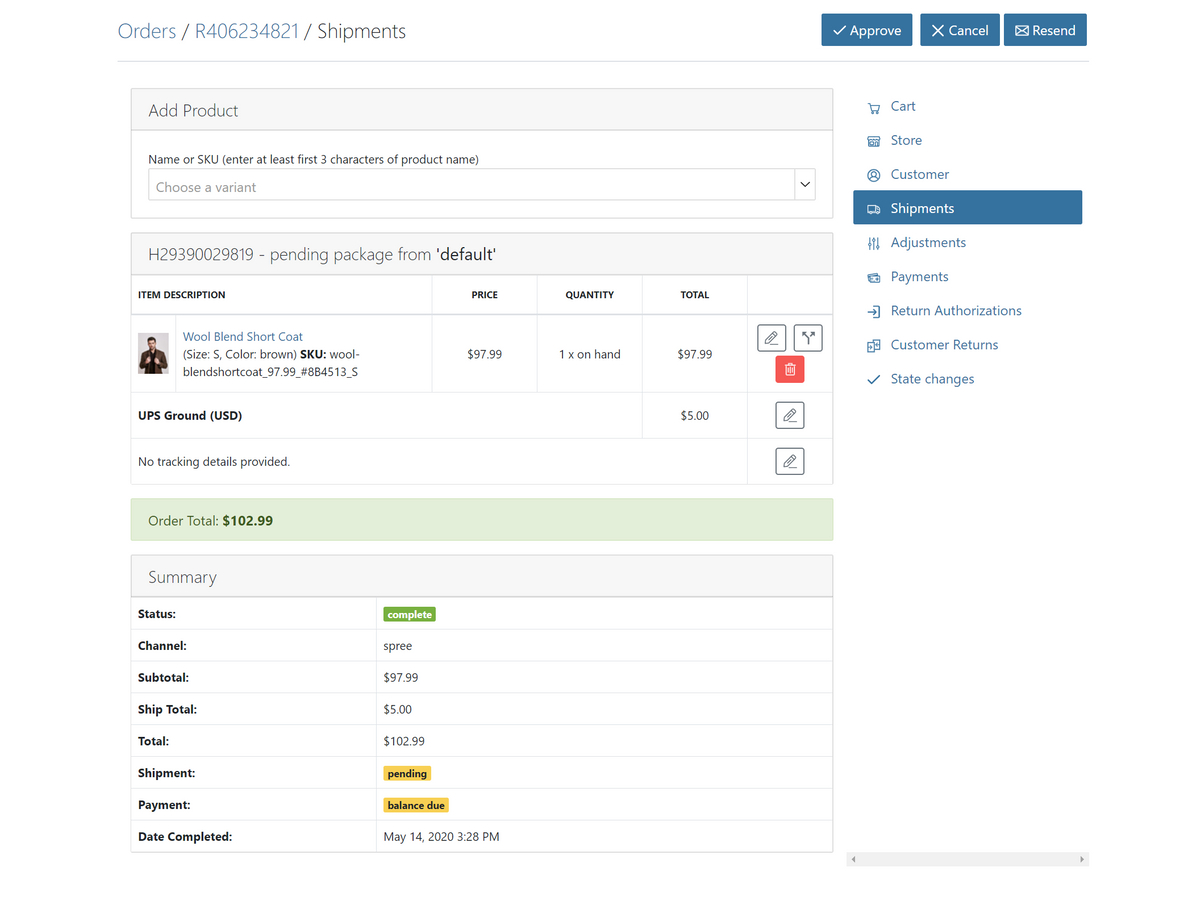 Orders / R406234821 / Shipments
Approve
Cancel
Resend
Add Product
Name or SKU (enter at least first 3 characters of product name)
Choose a variant
H29390029819 - pending package from 'default'
ITEM DESCRIPTION PRICE QUANTITY TOTAL
Wool Blend Short Coat
(Size: S, Color: brown) SKU: wool-
blendshortcoat_97.99_#8B4513_S
$97.99 1 x on hand $97.99
UPS Ground (USD) $5.00
No tracking details provided.
Order Total: $102.99
Summary
Status: complete
Channel: spree
Subtotal: $97.99
Ship Total: $5.00
Total: $102.99
Shipment: pending
Payment: balance due
Date Completed: May 14, 2020 3:28 PM
Cart
Store
Customer
Shipments
Adjustments
Payments
Return Authorizations
Customer Returns
State changes